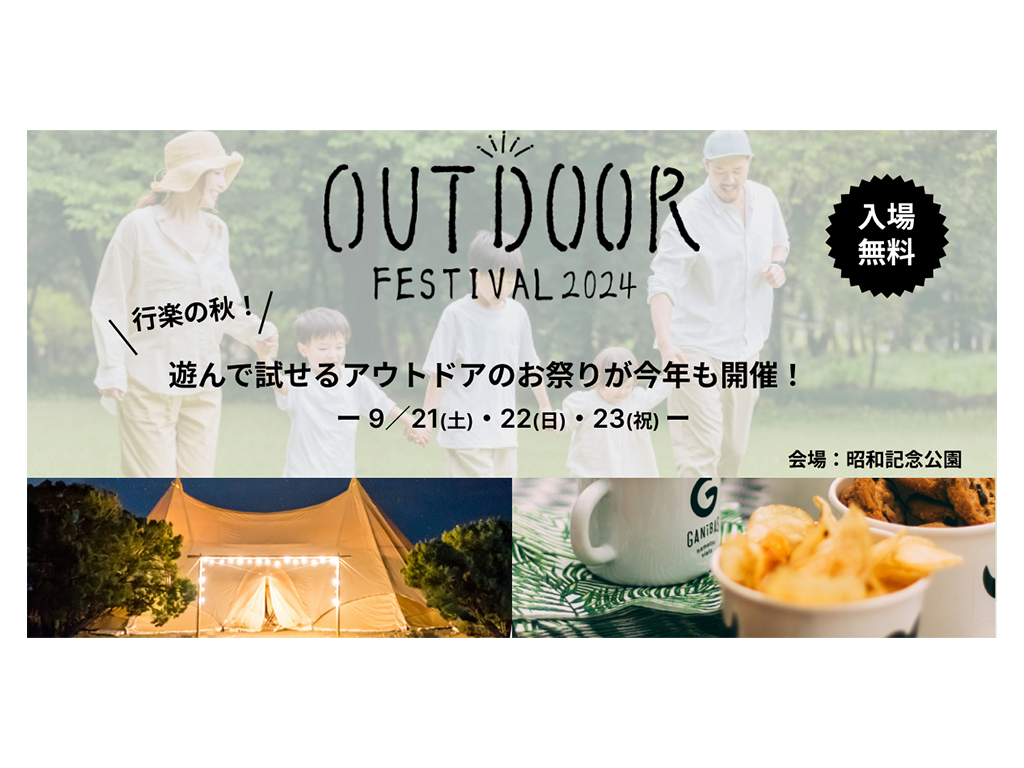 OUTDOOR
FESTIVAL 2024
入場
無料
行楽の秋！
遊んで試せるアウトドアのお祭りが今年も開催！
ー 9／21(土)・22(日)・23(祝) ー
会場：昭和記念公園
G